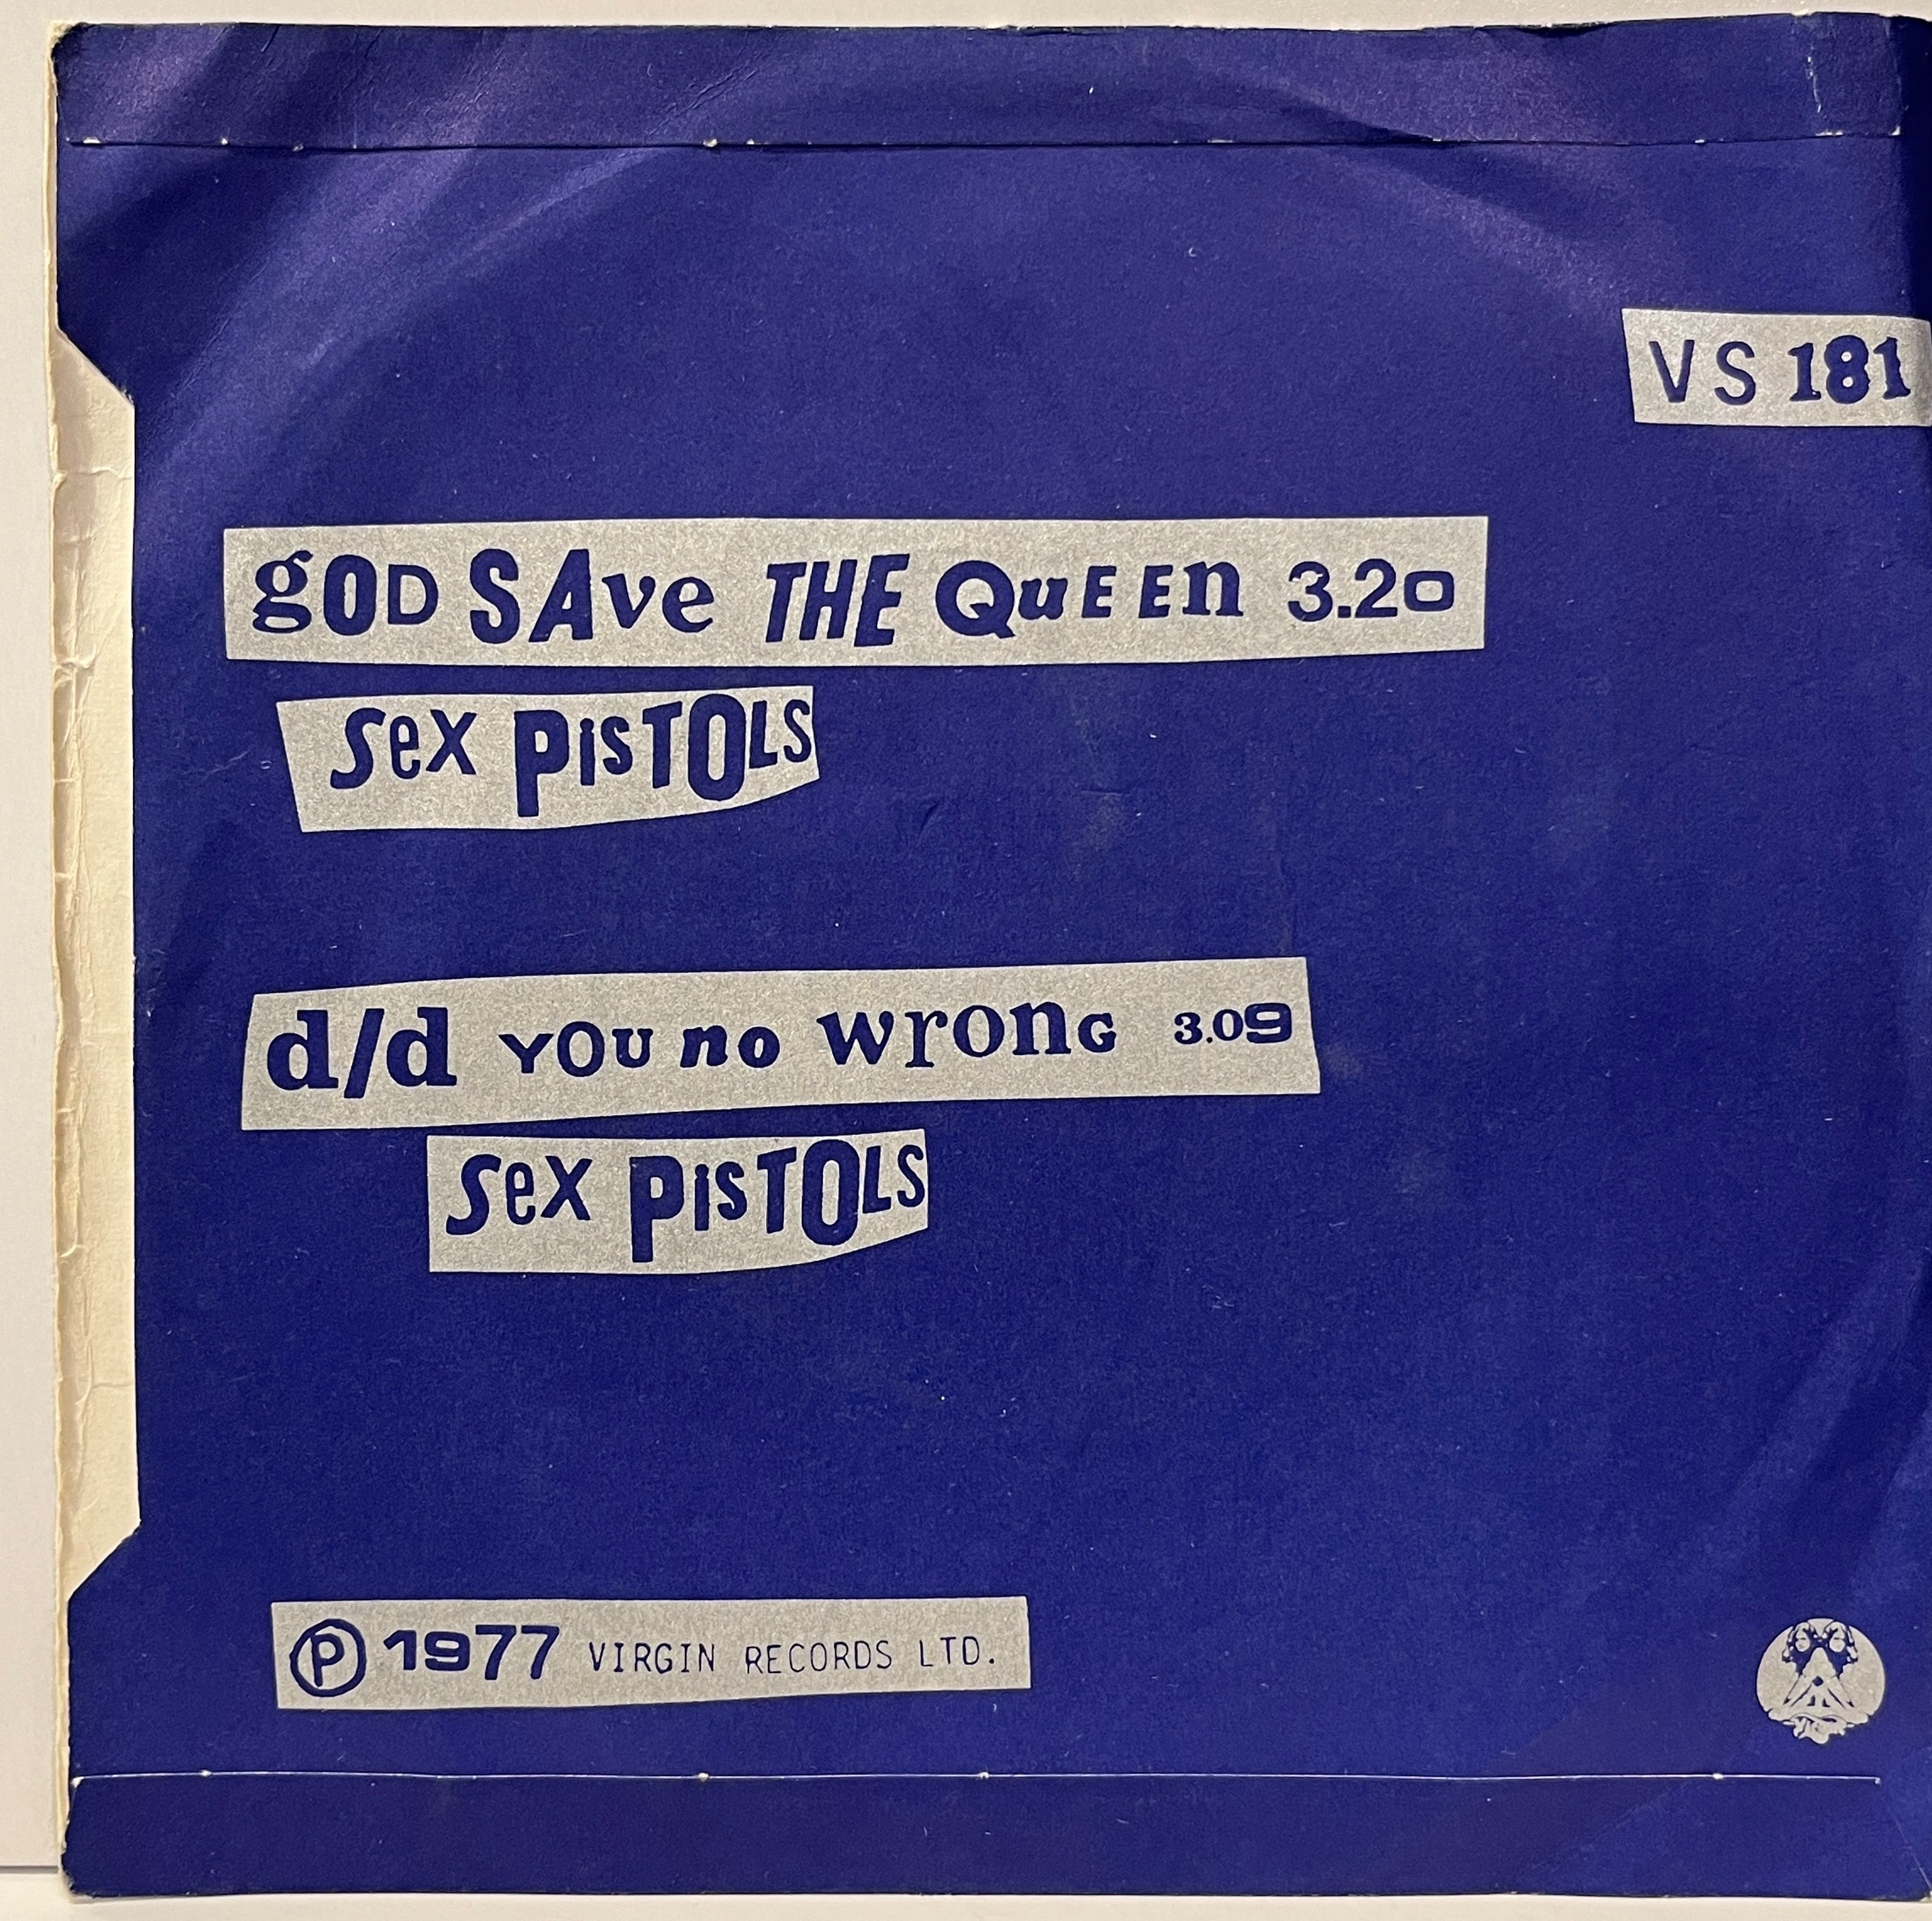 VS 181
gOD SAve THE QuEEn 3.20
sex PisTOLS
d/d YOU no wronG 3.09
sex PisTOLS
Ⓟ 1977 VIRGIN RECORDS LTD.